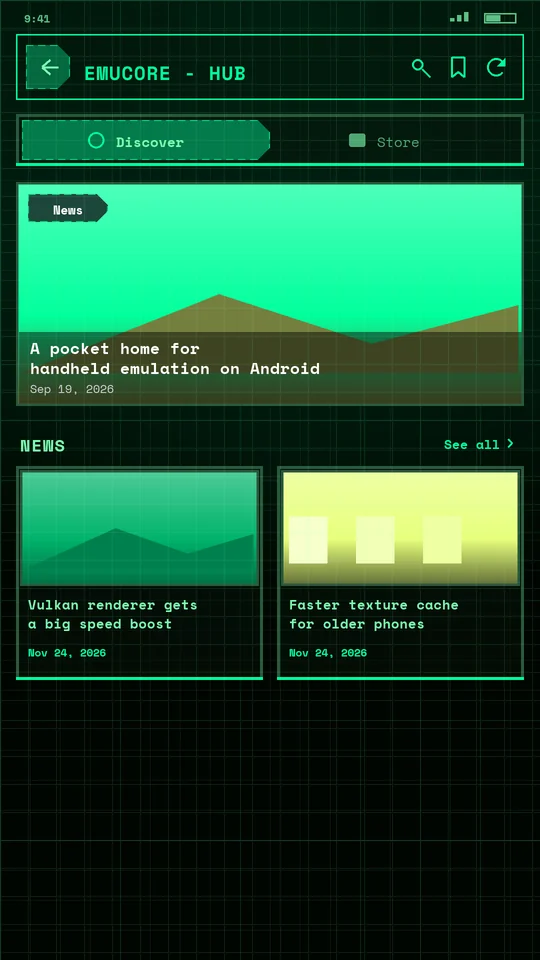 9:41
EMUCORE - HUB
Discover
Store
News
A pocket home for
handheld emulation on Android
Sep 19, 2026
NEWS
See all
Vulkan renderer gets
a big speed boost
Nov 24, 2026
Faster texture cache
for older phones
Nov 24, 2026